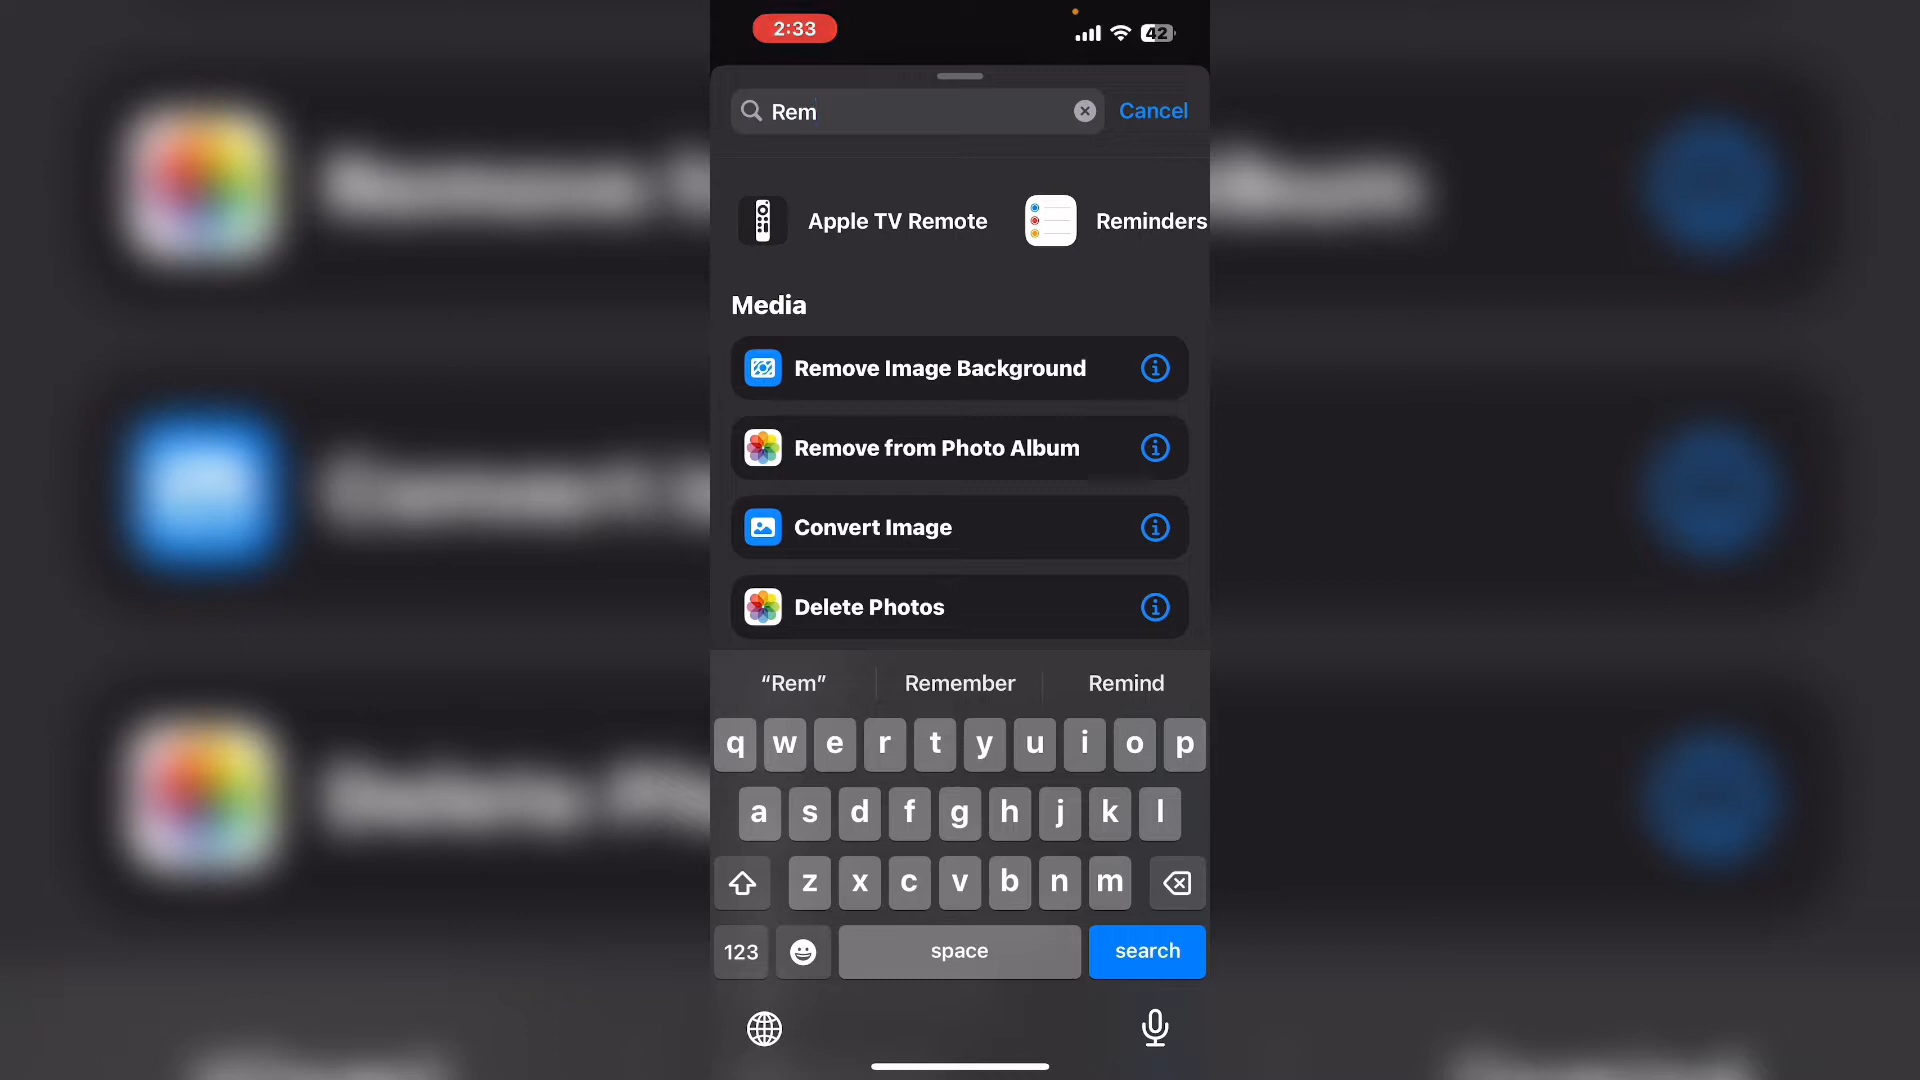 2:33
42
Rem
Cancel
Apple TV Remote
Reminders
Media
Remove Image Background
Remove from Photo Album
Convert Image
Delete Photos
“Rem” Remember Remind
q w e r t y u i o p
a s d f g h j k l
z x c v b n m
123 space search